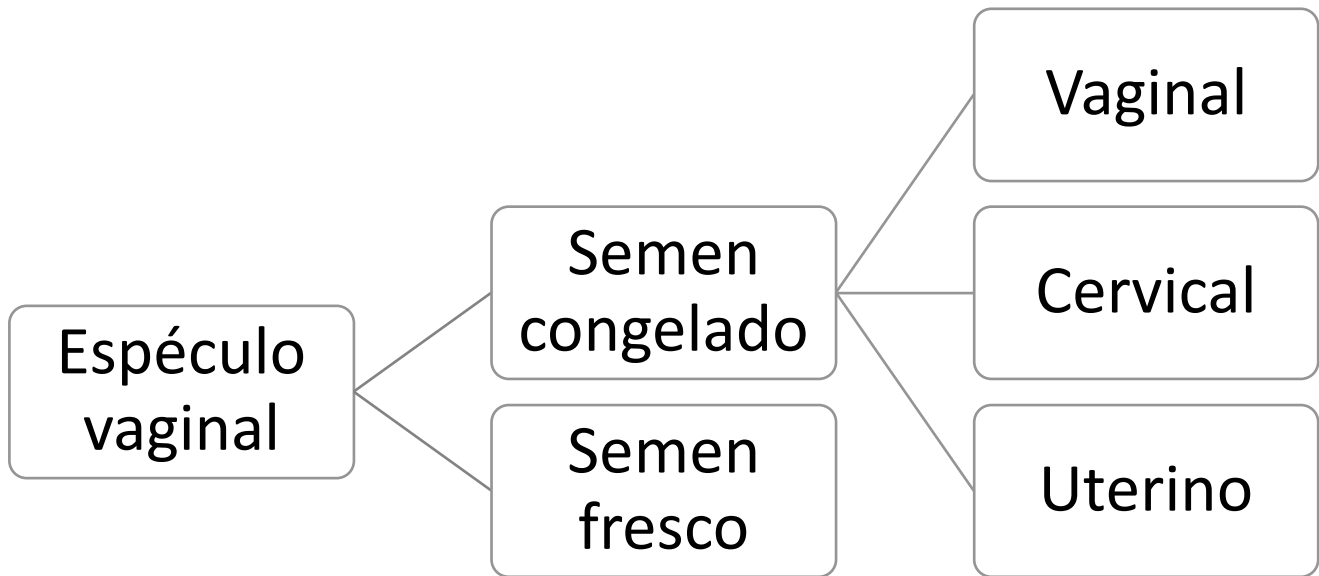 Espéculo
vaginal
Semen
congelado
Semen
fresco
Vaginal
Cervical
Uterino